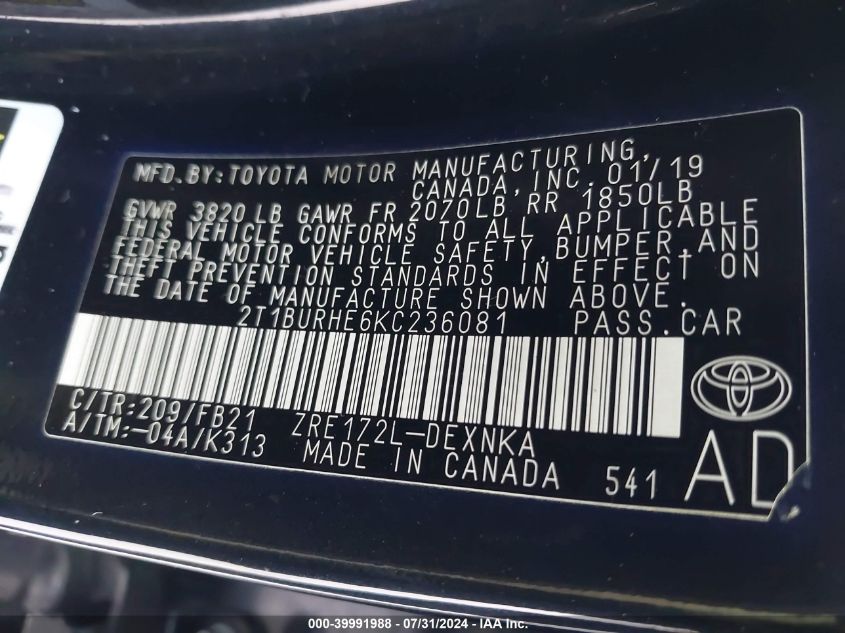 MFD. BY: TOYOTA MOTOR MANUFACTURING,
CANADA, INC. 01/19
GVWR 3820 LB GAWR FR 2070LB RR 1850LB
THIS VEHICLE CONFORMS TO ALL APPLICABLE
FEDERAL MOTOR VEHICLE SAFETY, BUMPER, AND
THEFT PREVENTION STANDARDS IN EFFECT ON
THE DATE OF MANUFACTURE SHOWN ABOVE.
2T1BURHE6KC236081 PASS. CAR
C/TR: 209/FB21 ZRE172L-DEXNKA
A/TM: -04A/K313 MADE IN CANADA 541
AD
000-39991988 - 07/31/2024 - IAA Inc.